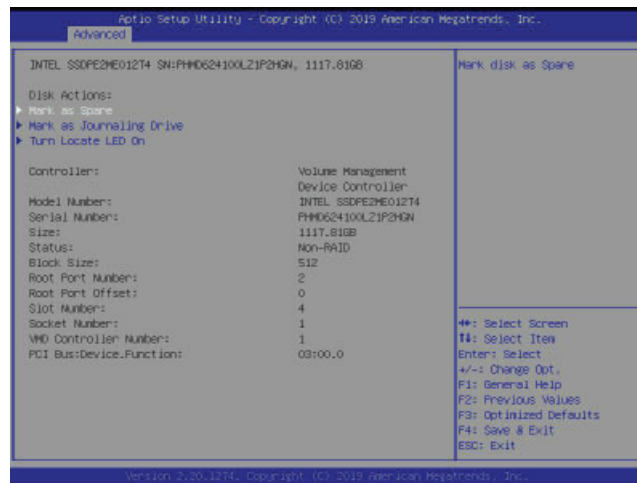 Aptio Setup Utility - Copyright (C) 2019 American Megatrends, Inc.
Advanced
INTEL SSDPE2ME012T4 SN:PHMD624100LZ1P2HGN, 1117.81GB
Disk Actions:
Mark as Spare
Mark as Journaling Drive
Turn Locate LED On
Controller: Volume Management
Device Controller
Model Number: INTEL SSDPE2ME012T4
Serial Number: PHMD624100LZ1P2HGN
Size: 1117.81GB
Status: Non-RAID
Block Size: 512
Root Port Number: 2
Root Port Offset: 0
Slot Number: 4
Socket Number: 1
VMD Controller Number: 1
PCI Bus:Device.Function: 03:00.0
Mark disk as Spare
→←: Select Screen
↑↓: Select Item
Enter: Select
+/-: Change Opt.
F1: General Help
F2: Previous Values
F3: Optimized Defaults
F4: Save & Exit
ESC: Exit
Version 2.20.1274. Copyright (C) 2019 American Megatrends, Inc.